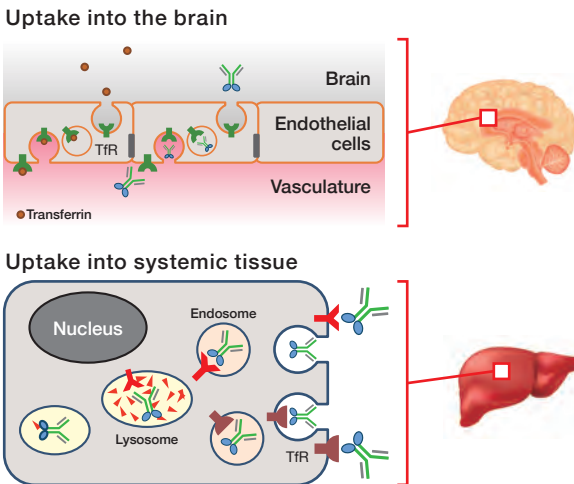 Uptake into the brain
Brain
Endothelial
cells
TfR
Vasculature
Transferrin
Uptake into systemic tissue
Nucleus
Endosome
Lysosome
TfR